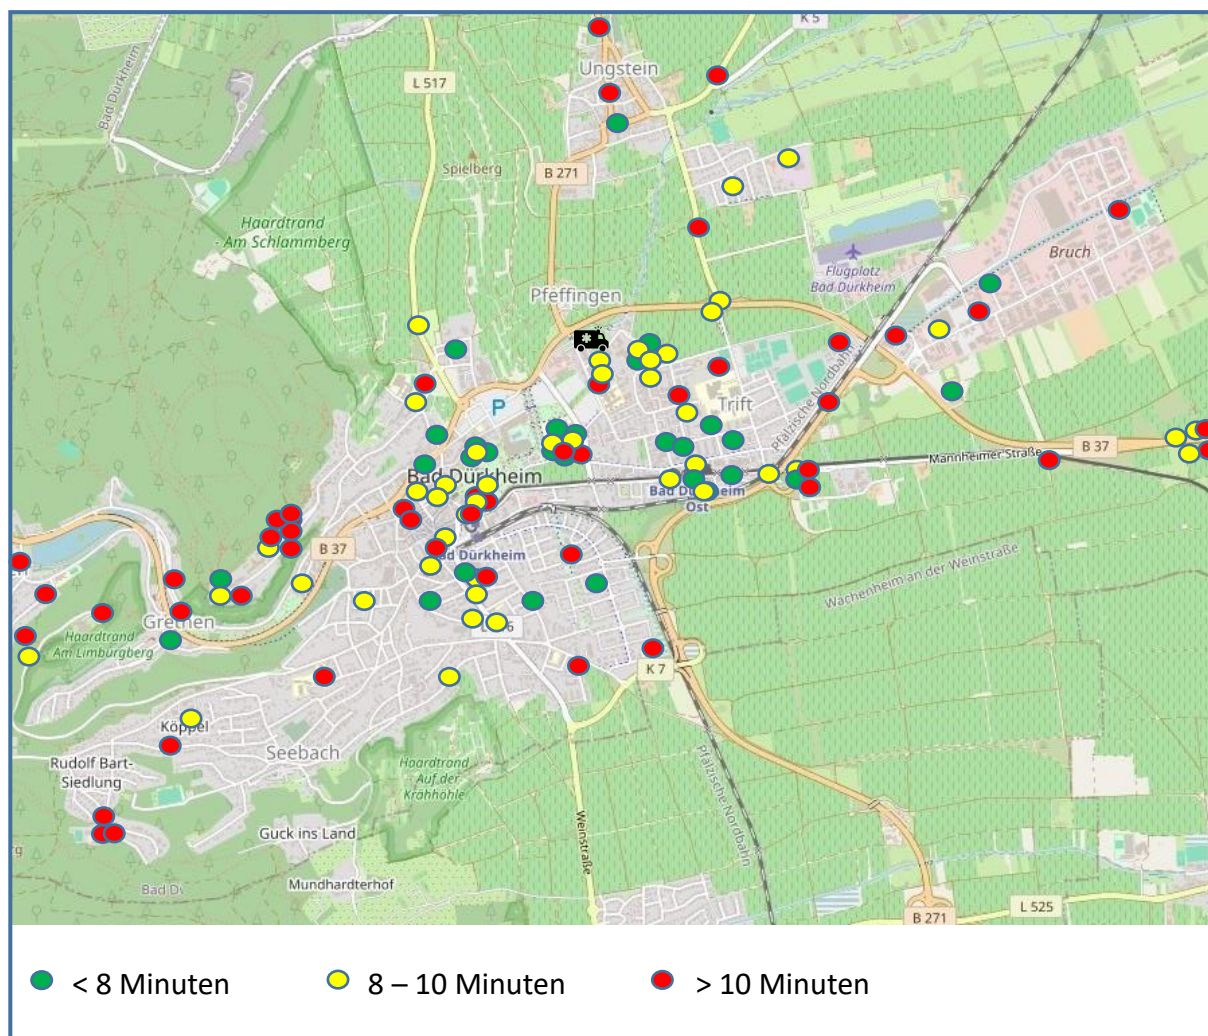 K 5
Ungstein
Bad Dürkheim
L 517
Spielberg
B 271
Haardtrand
- Am Schlammberg
Bruch
Flugplatz
Bad Dürkheim
Pfeffingen
Pfälzische Nordbahn
P
Trift
B 37
Mannheimer Straße
Bad Dürkheim
Bad Dürkheim
Ost
B 37
ad Dürkheim
Wachenheim an der Weinstraße
Grethen
Haardtrand
Am Limburgberg
K 7
Köppel
Seebach
Rudolf Bart-
Siedlung
Haardtrand
Auf der
Krähhöhle
Pfälzische Nordbahn
Weinstraße
Guck ins Land
Mundhardterhof
Bad Dü
L 525
B 271
< 8 Minuten
8 – 10 Minuten
> 10 Minuten